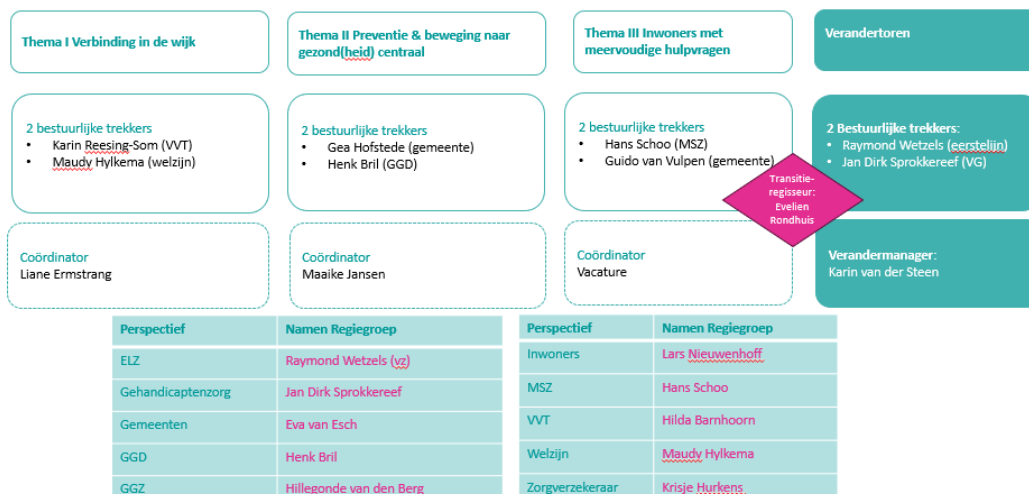 Thema I Verbinding in de wijk
Thema II Preventie & beweging naar
gezond(heid) centraal
Thema III Inwoners met
meervoudige hulpvragen
Verandertoren
2 bestuurlijke trekkers
• Karin Reesing-Som (VVT)
• Maudy Hylkema (welzijn)
2 bestuurlijke trekkers
• Gea Hofstede (gemeente)
• Henk Bril (GGD)
2 bestuurlijke trekkers
• Hans Schoo (MSZ)
• Guido van Vulpen (gemeente)
Transitie-
regisseur:
Evelien
Rondhuis
2 Bestuurlijke trekkers:
• Raymond Wetzels (eerstelijn)
• Jan Dirk Sprokkereef (VG)
Coördinator
Liane Ermstrang
Coördinator
Maaike Jansen
Coördinator
Vacature
Verandermanager:
Karin van der Steen
Perspectief Namen Regiegroep
ELZ Raymond Wetzels (vz)
Gehandicaptenzorg Jan Dirk Sprokkereef
Gemeenten Eva van Esch
GGD Henk Bril
GGZ Hillegonde van den Berg
Perspectief Namen Regiegroep
Inwoners Lars Nieuwenhoff
MSZ Hans Schoo
VVT Hilda Barnhoorn
Welzijn Maudy Hylkema
Zorgverzekeraar Krisje Hurkens